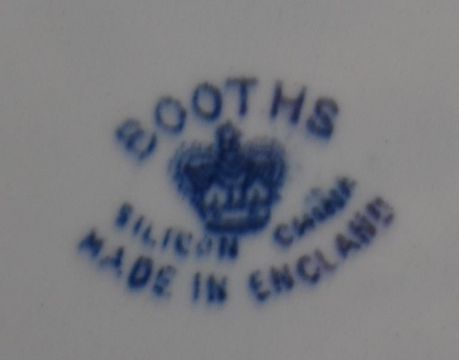 BOOTHS
SILICON CHINA
MADE IN ENGLAND